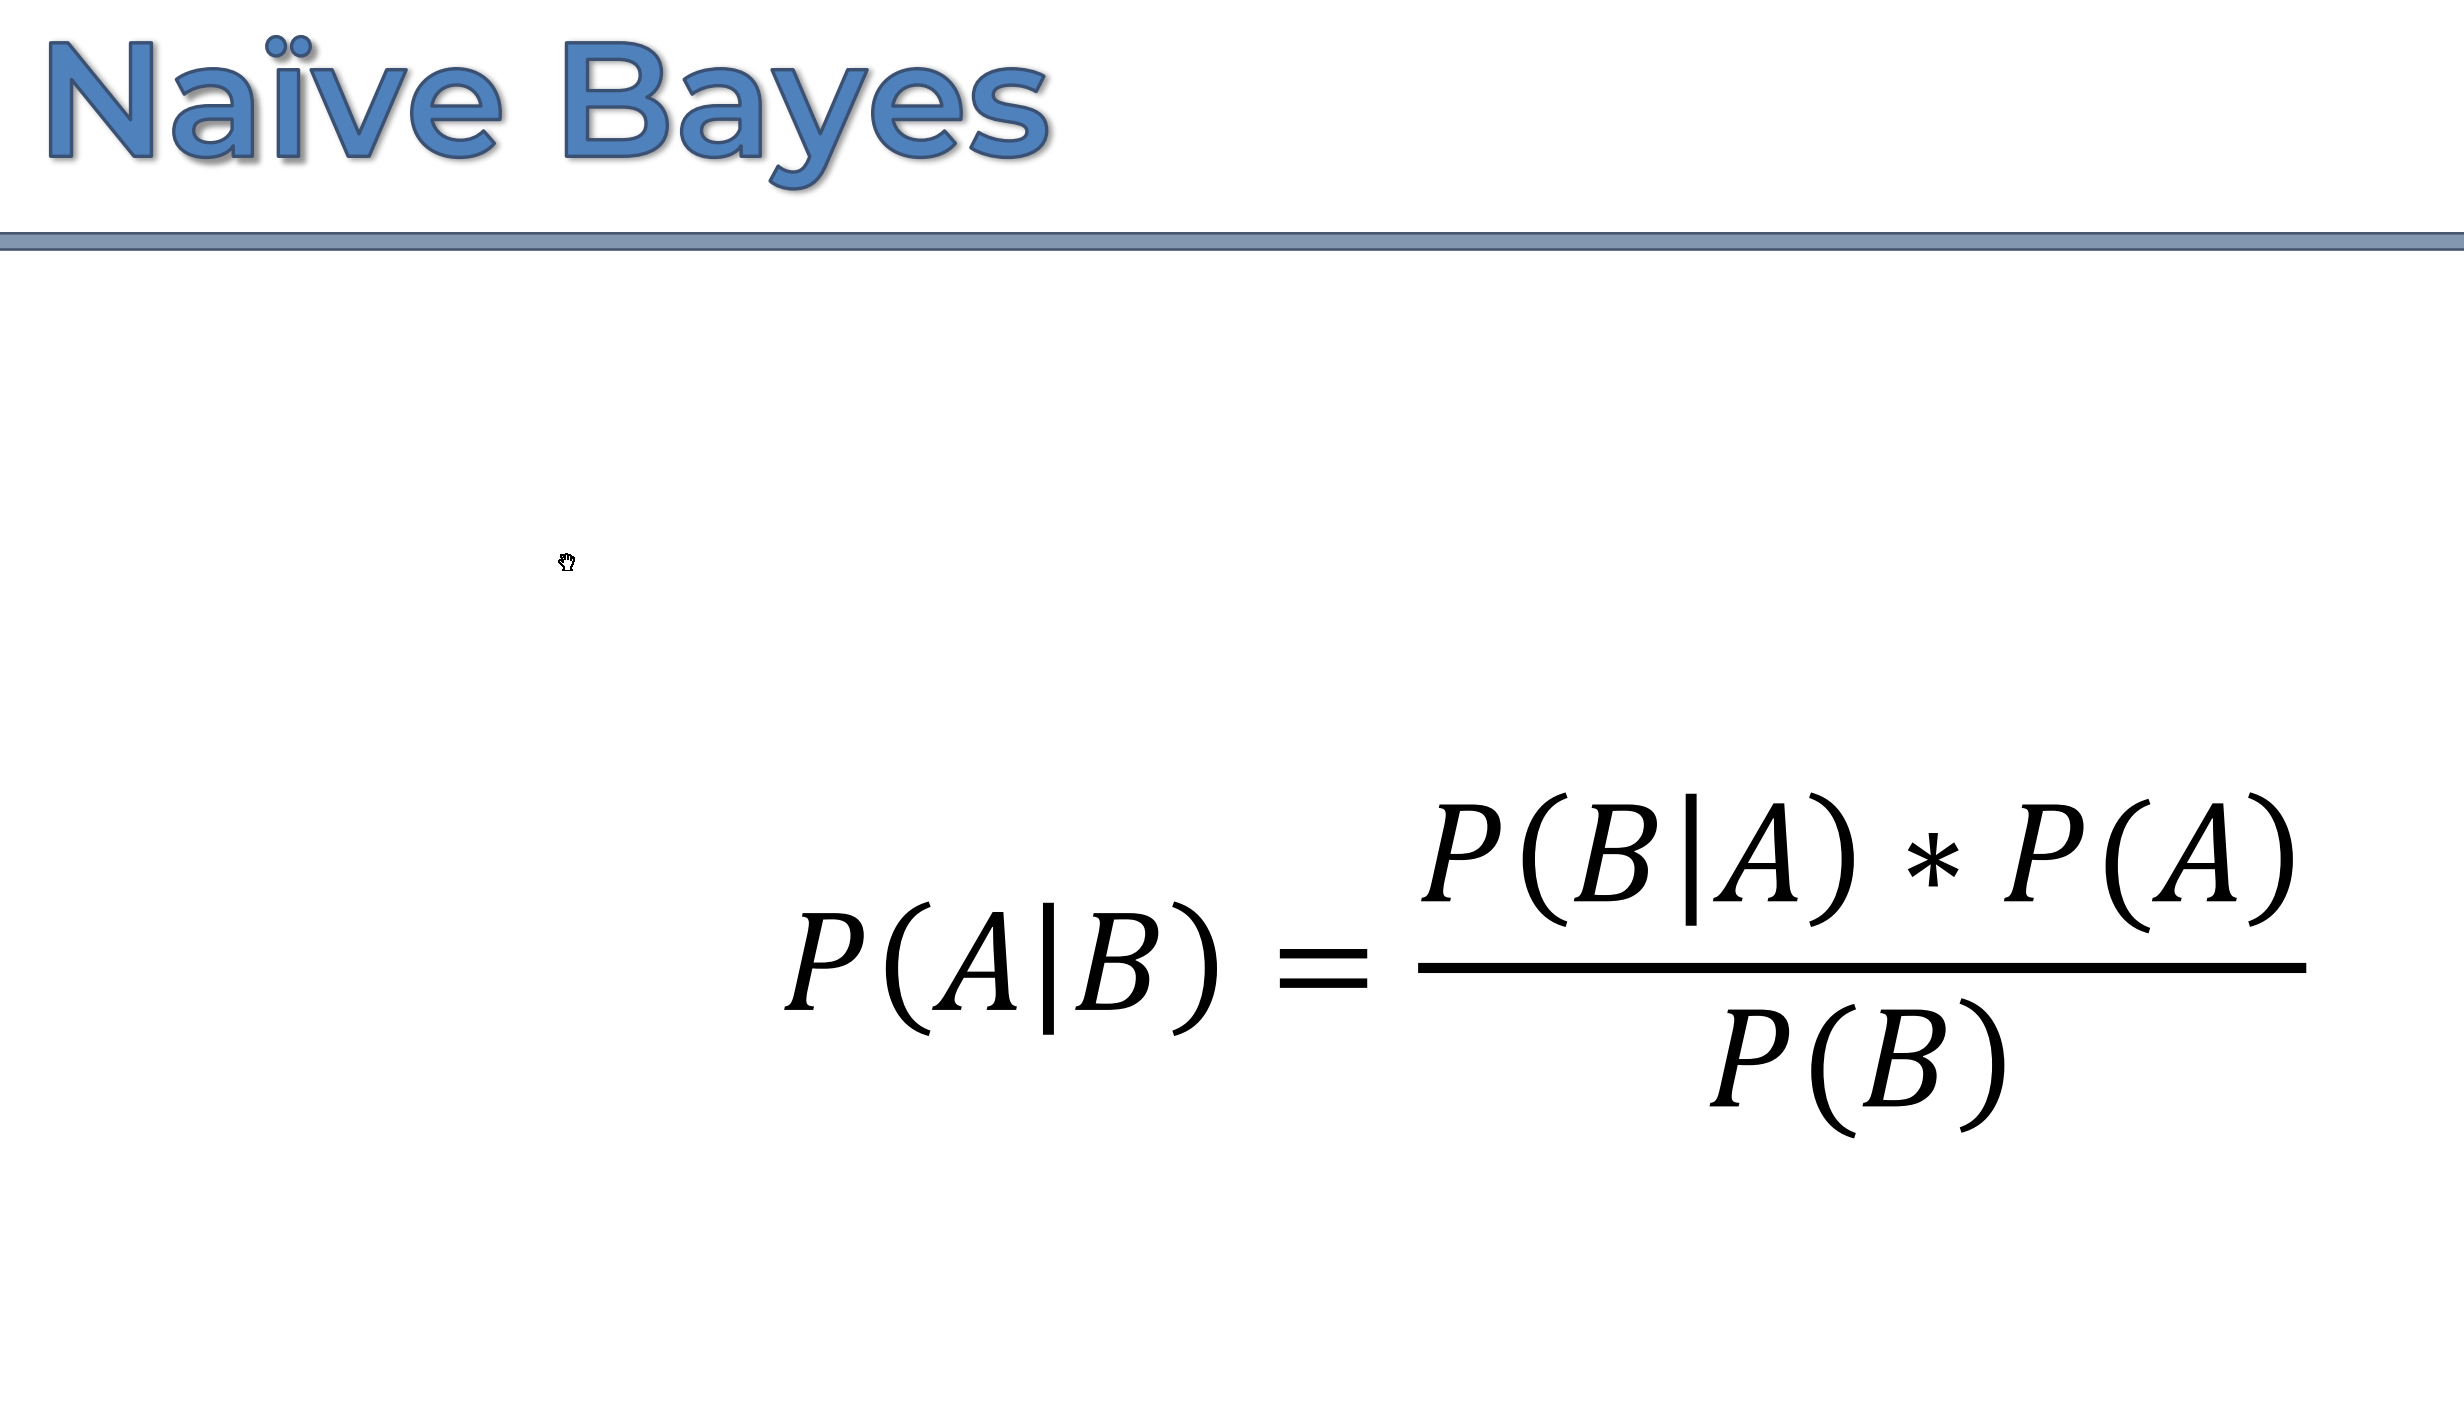 Naïve Bayes
P(A|B) = P(B|A) * P(A) / P(B)